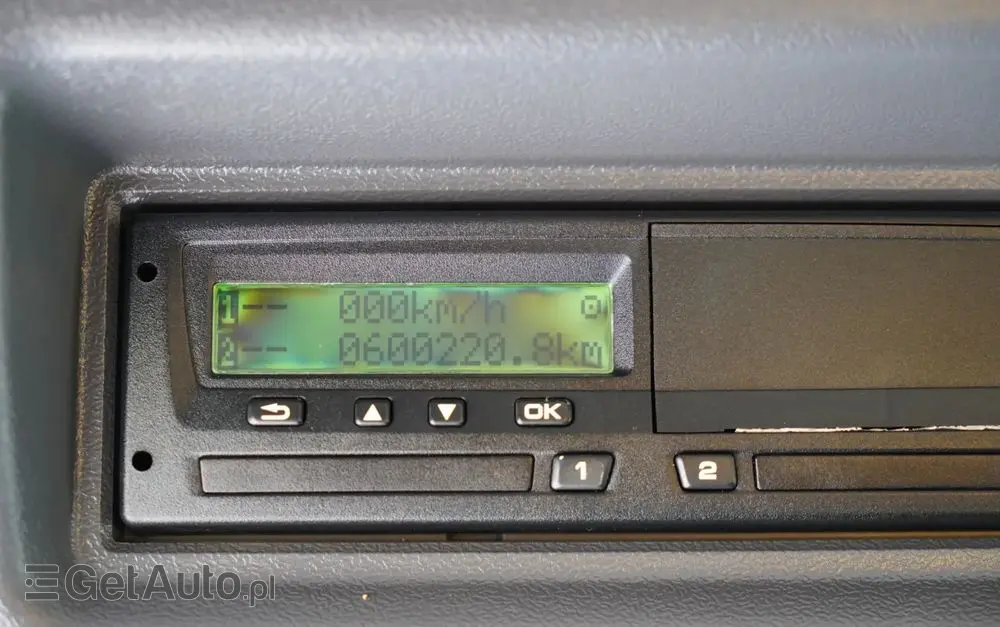 1-- 000km/h
2-- 0600220.8km
OK
1 2
GetAuto.pl